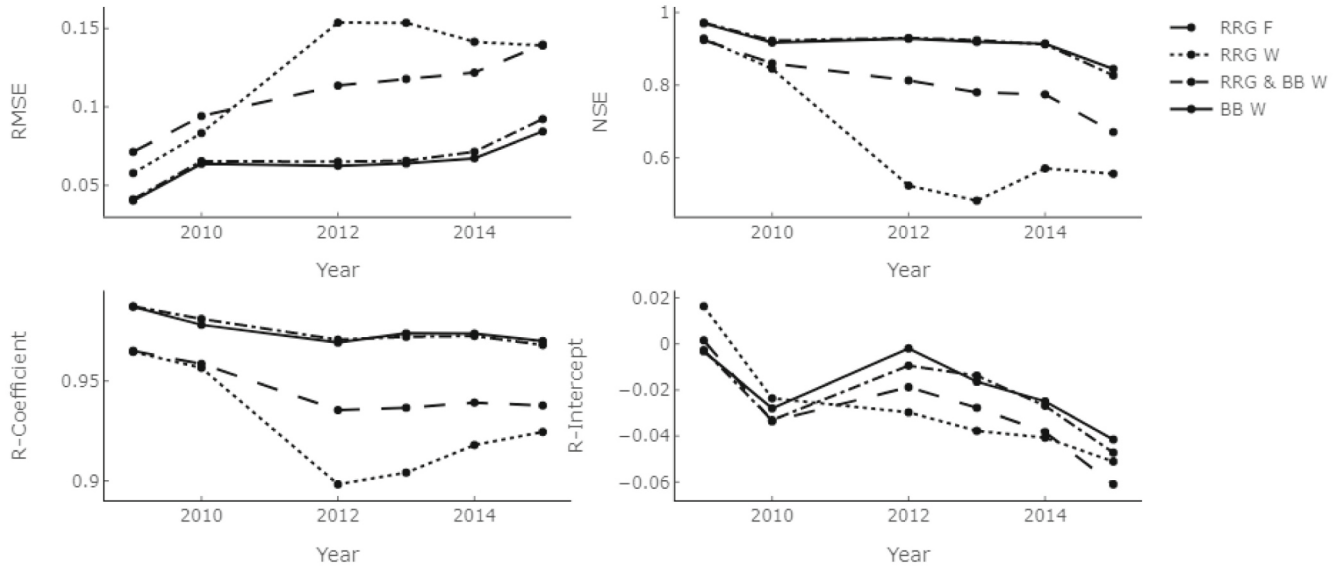 RMSE
0.15
0.1
0.05
2010
2012
2014
Year
NSE
1
0.8
0.6
2010
2012
2014
Year
RRG F
RRG W
RRG & BB W
BB W
R-Coefficient
0.95
0.9
2010
2012
2014
Year
R-Intercept
0.02
0
−0.02
−0.04
−0.06
2010
2012
2014
Year